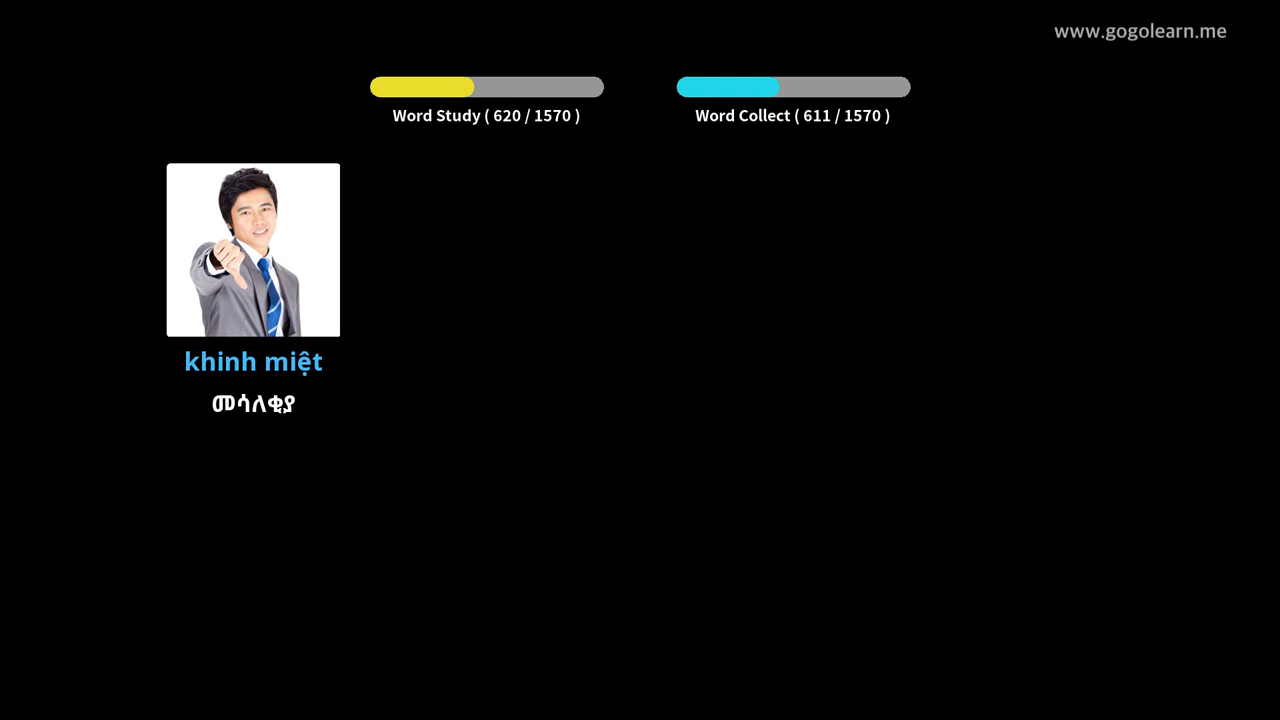 www.gogolearn.me
Word Study ( 620 / 1570 )
Word Collect ( 611 / 1570 )
khinh miệt
መሳለቂያ